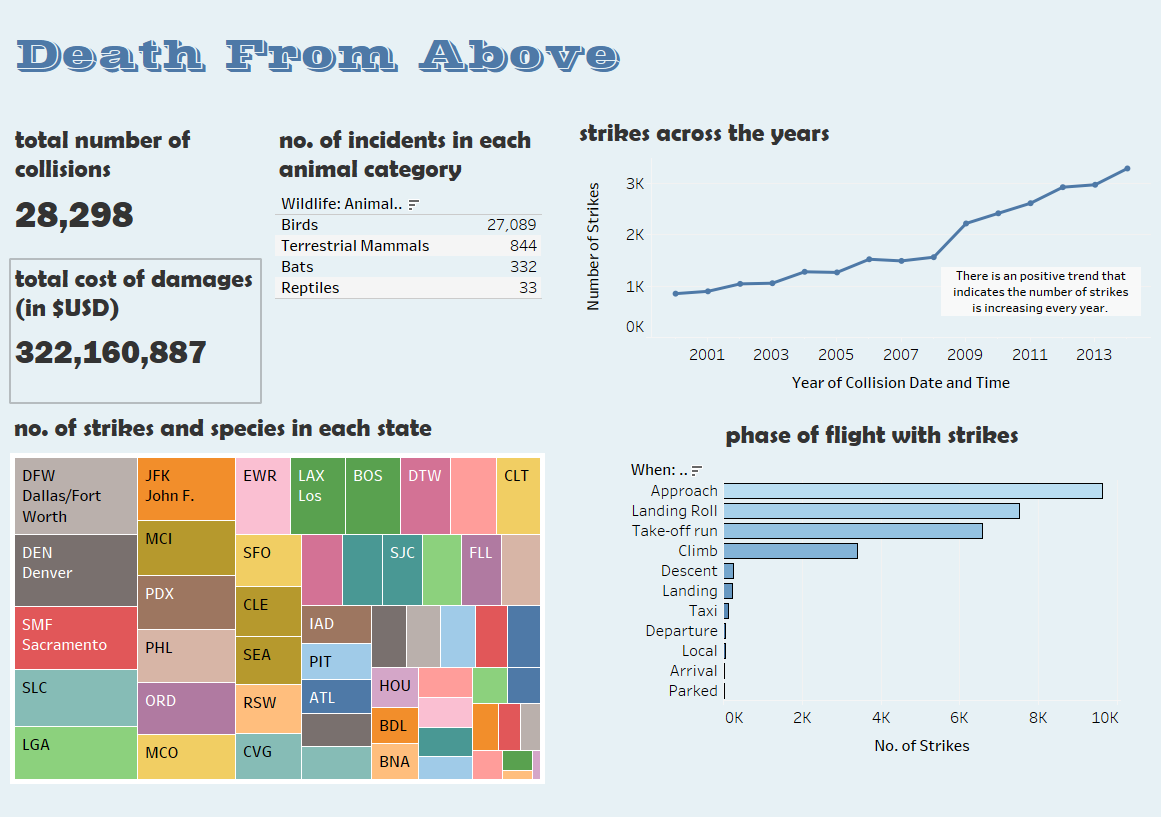 Death From Above
total number of
collisions
28,298
total cost of damages
(in $USD)
322,160,887
no. of incidents in each
animal category
Wildlife: Animal..
Birds 27,089
Terrestrial Mammals 844
Bats 332
Reptiles 33
strikes across the years
Number of Strikes
3K
2K
1K
0K
There is an positive trend that
indicates the number of strikes
is increasing every year.
2001 2003 2005 2007 2009 2011 2013
Year of Collision Date and Time
no. of strikes and species in each state
DFW
Dallas/Fort
Worth
DEN
Denver
SMF
Sacramento
SLC
LGA
JFK
John F.
MCI
PDX
PHL
ORD
MCO
EWR
SFO
CLE
SEA
RSW
CVG
LAX
Los
BOS
DTW
CLT
SJC
FLL
IAD
PIT
ATL
HOU
BDL
BNA
phase of flight with strikes
When: ..
Approach
Landing Roll
Take-off run
Climb
Descent
Landing
Taxi
Departure
Local
Arrival
Parked
0K 2K 4K 6K 8K 10K
No. of Strikes